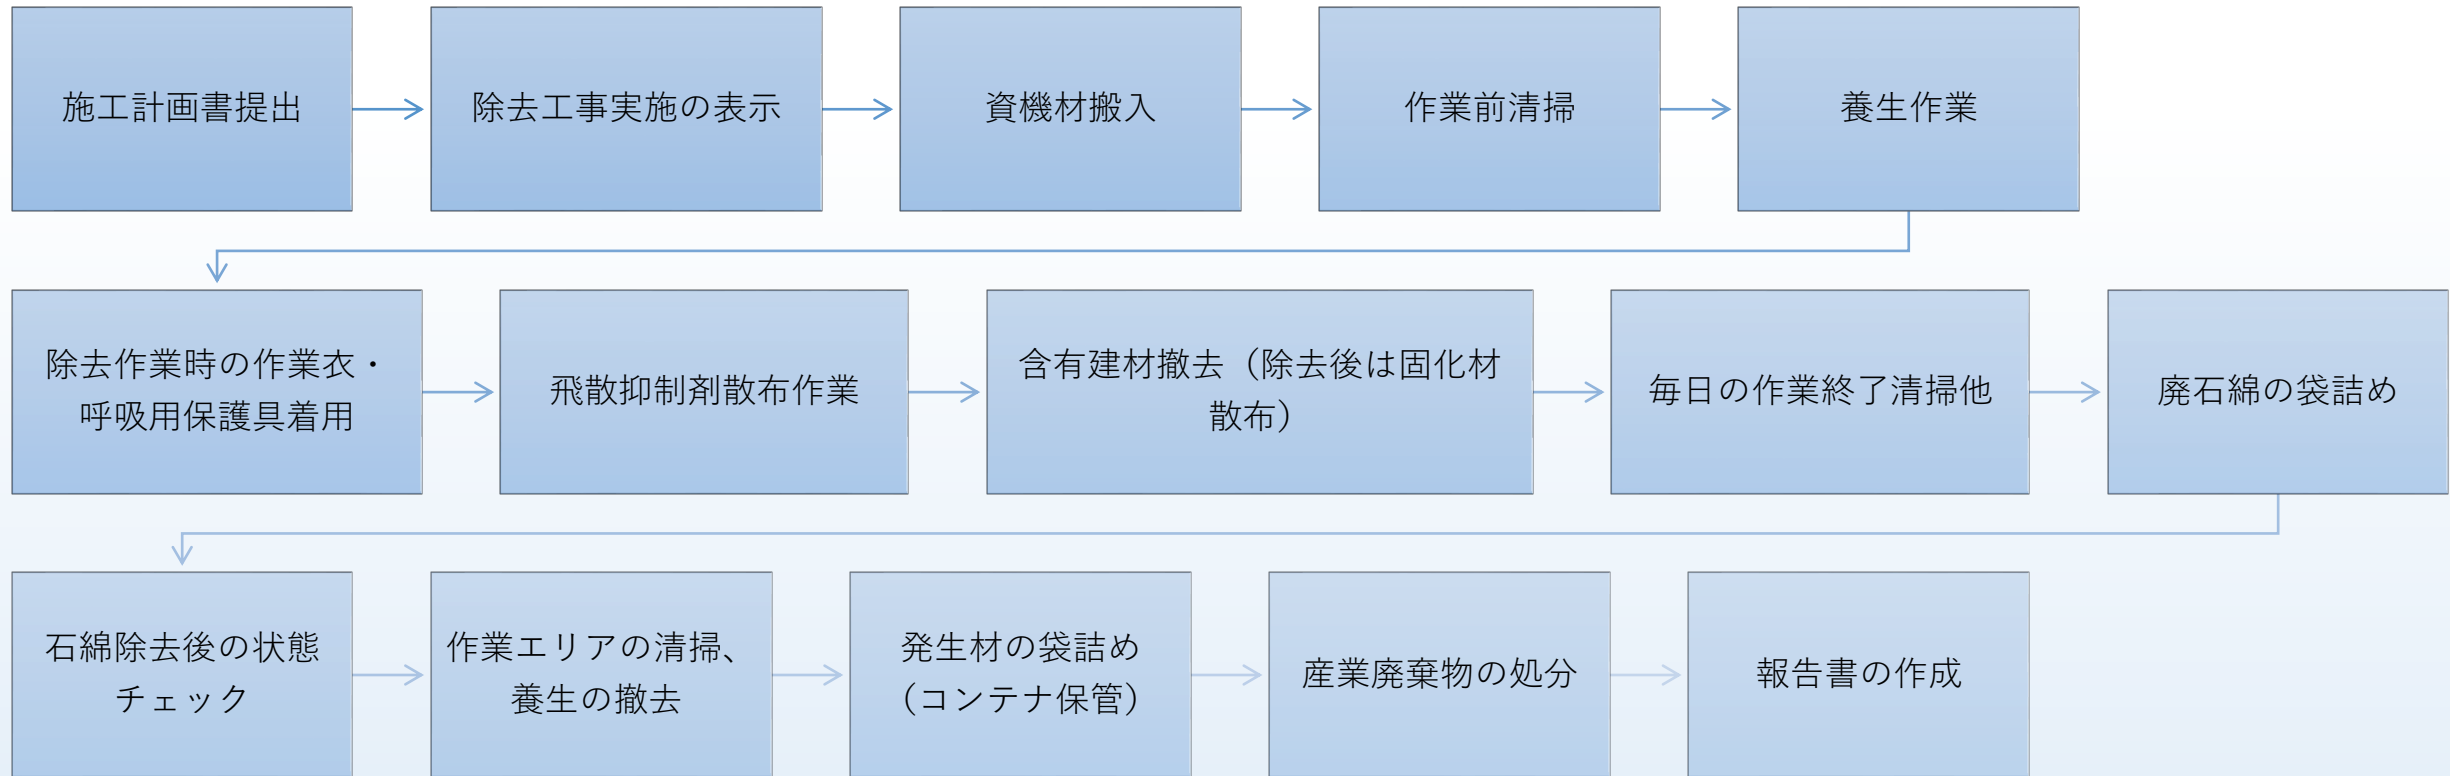 施工計画書提出
除去工事実施の表示
資機材搬入
作業前清掃
養生作業
除去作業時の作業衣・
呼吸用保護具着用
飛散抑制剤散布作業
含有建材撤去（除去後は固化材
散布）
毎日の作業終了清掃他
廃石綿の袋詰め
石綿除去後の状態
チェック
作業エリアの清掃、
養生の撤去
発生材の袋詰め
（コンテナ保管）
産業廃棄物の処分
報告書の作成